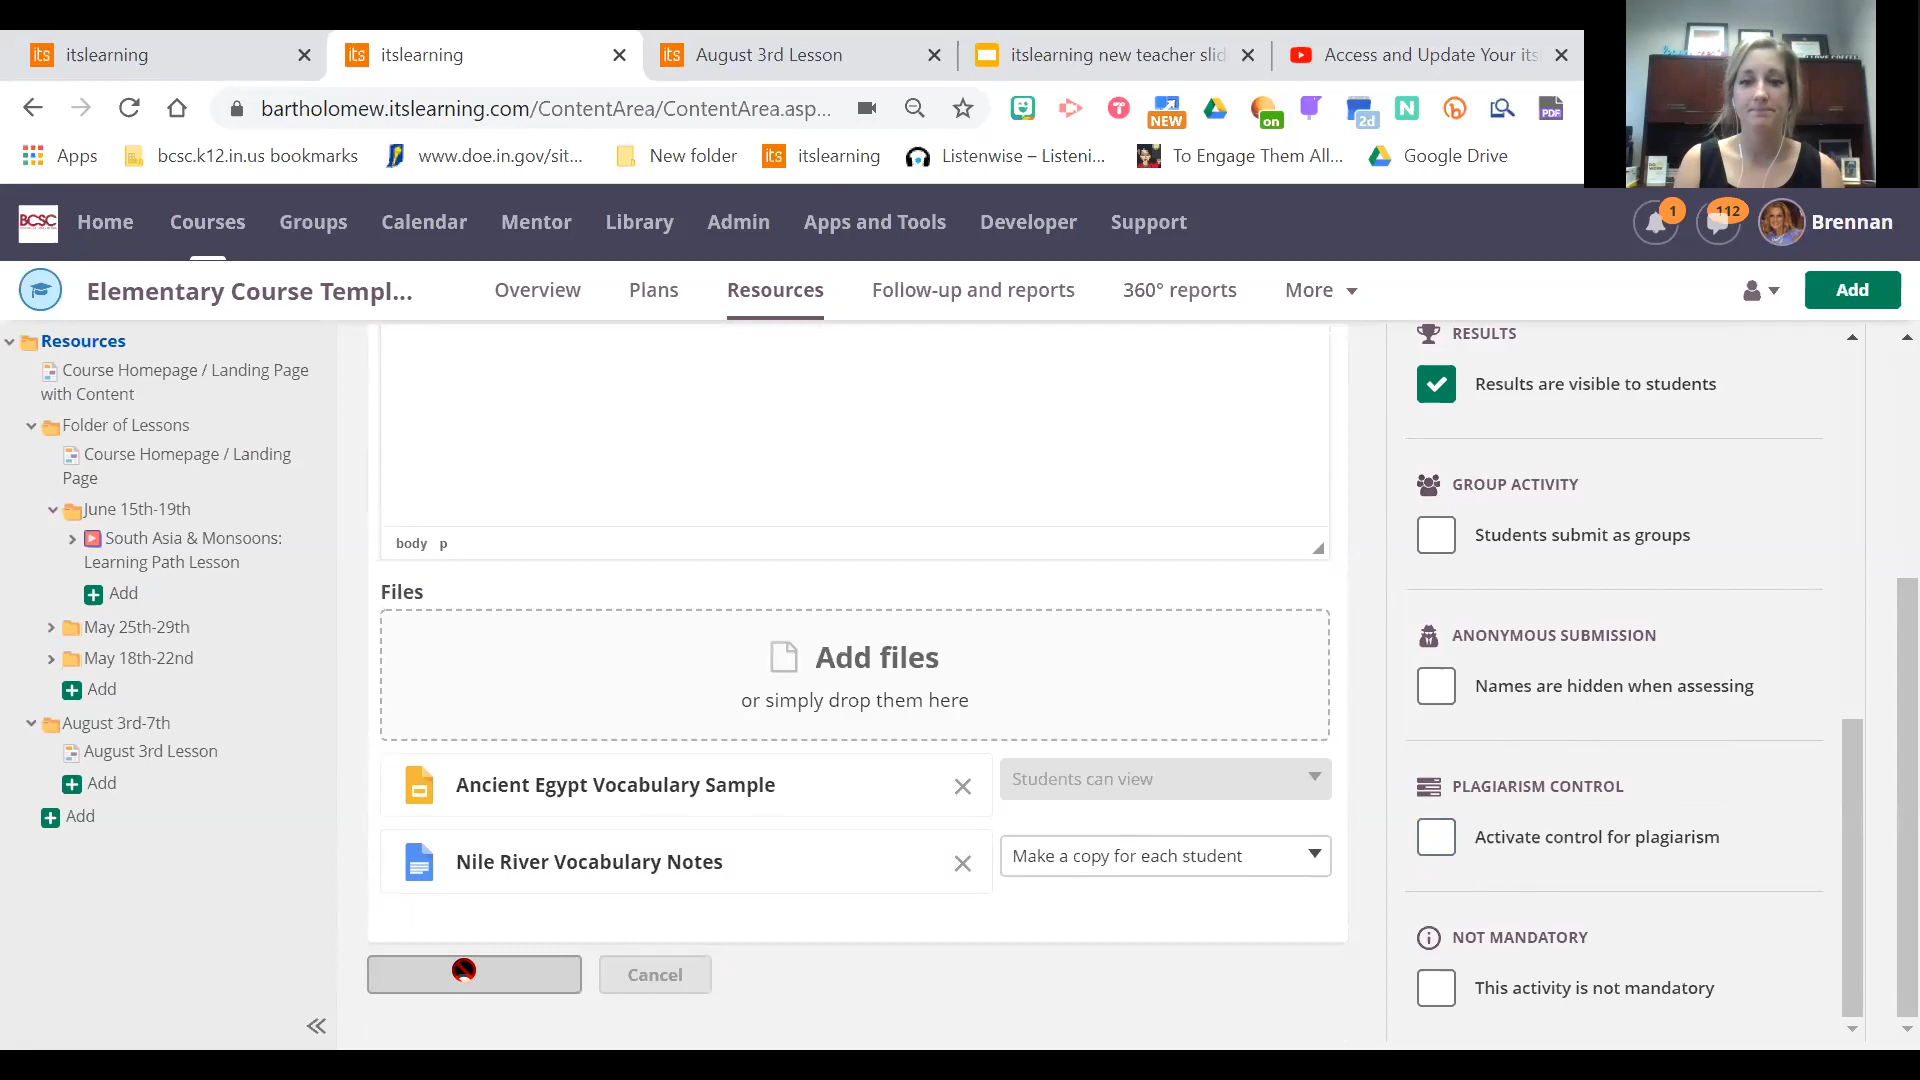 its itslearning
its itslearning
its August 3rd Lesson
itslearning new teacher slid
Access and Update Your its
bartholomew.itslearning.com/ContentArea/ContentArea.asp...
NEW
on
2d
N
PDF
Apps
bcsc.k12.in.us bookmarks
www.doe.in.gov/sit...
New folder
its itslearning
Listenwise – Listeni...
To Engage Them All...
Google Drive
BCSC
Home
Courses
Groups
Calendar
Mentor
Library
Admin
Apps and Tools
Developer
Support
1
112
Brennan
Elementary Course Templ...
Overview
Plans
Resources
Follow-up and reports
360° reports
More
Add
Resources
Course Homepage / Landing Page
with Content
Folder of Lessons
Course Homepage / Landing
Page
June 15th-19th
South Asia & Monsoons:
Learning Path Lesson
Add
May 25th-29th
May 18th-22nd
Add
August 3rd-7th
August 3rd Lesson
Add
Add
body p
Files
Add files
or simply drop them here
Ancient Egypt Vocabulary Sample
Students can view
Nile River Vocabulary Notes
Make a copy for each student
Cancel
RESULTS
Results are visible to students
GROUP ACTIVITY
Students submit as groups
ANONYMOUS SUBMISSION
Names are hidden when assessing
PLAGIARISM CONTROL
Activate control for plagiarism
NOT MANDATORY
This activity is not mandatory